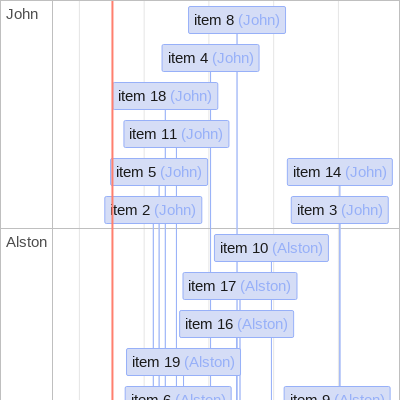 John
item 8 (John)
item 4 (John)
item 18 (John)
item 11 (John)
item 5 (John)
item 14 (John)
item 2 (John)
item 3 (John)
Alston
item 10 (Alston)
item 17 (Alston)
item 16 (Alston)
item 19 (Alston)
item 6 (Alston)
item 9 (Alston)